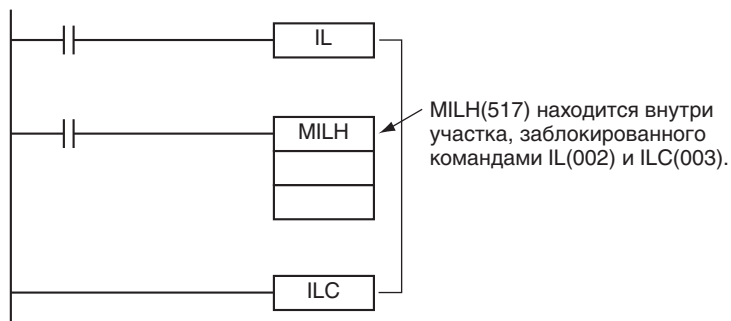 IL
MILH
MILH(517) находится внутри
участка, заблокированного
командами IL(002) и ILC(003).
ILC